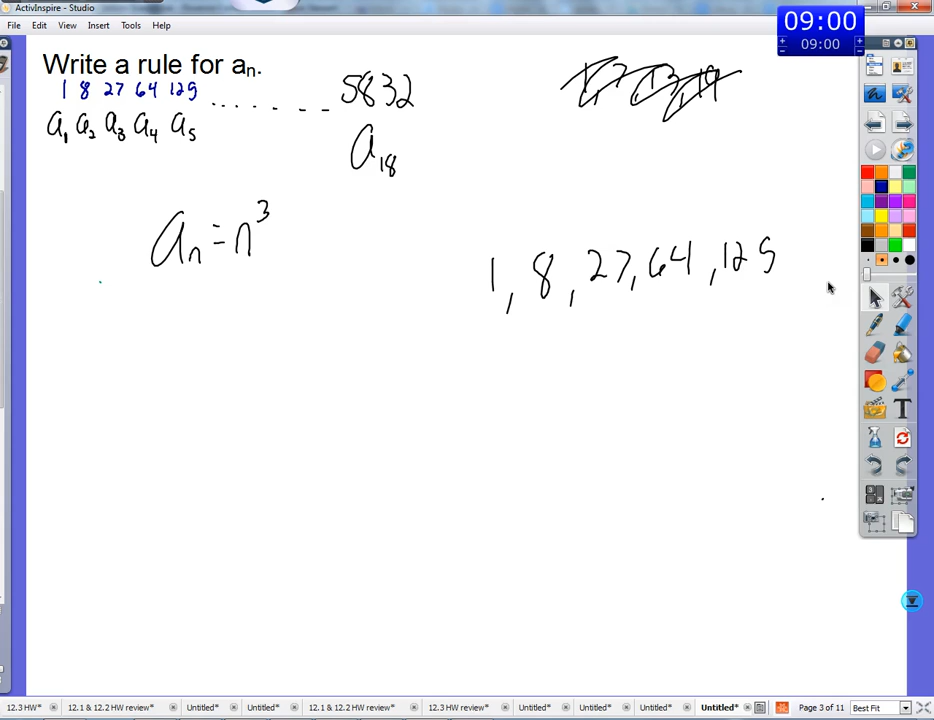 ActivInspire - Studio
File Edit View Insert Tools Help
09:00
09:00
Write a rule for an.
1 8 27 64 125 ........ 5832
a1 a2 a3 a4 a5 a18
an = n³
1, 8, 27, 64, 125
12.3 HW* 12.1 & 12.2 HW review* Untitled* Untitled* 12.1 & 12.2 HW review* 12.3 HW review* Untitled* Untitled* Untitled* Untitled* Page 3 of 11 Best Fit